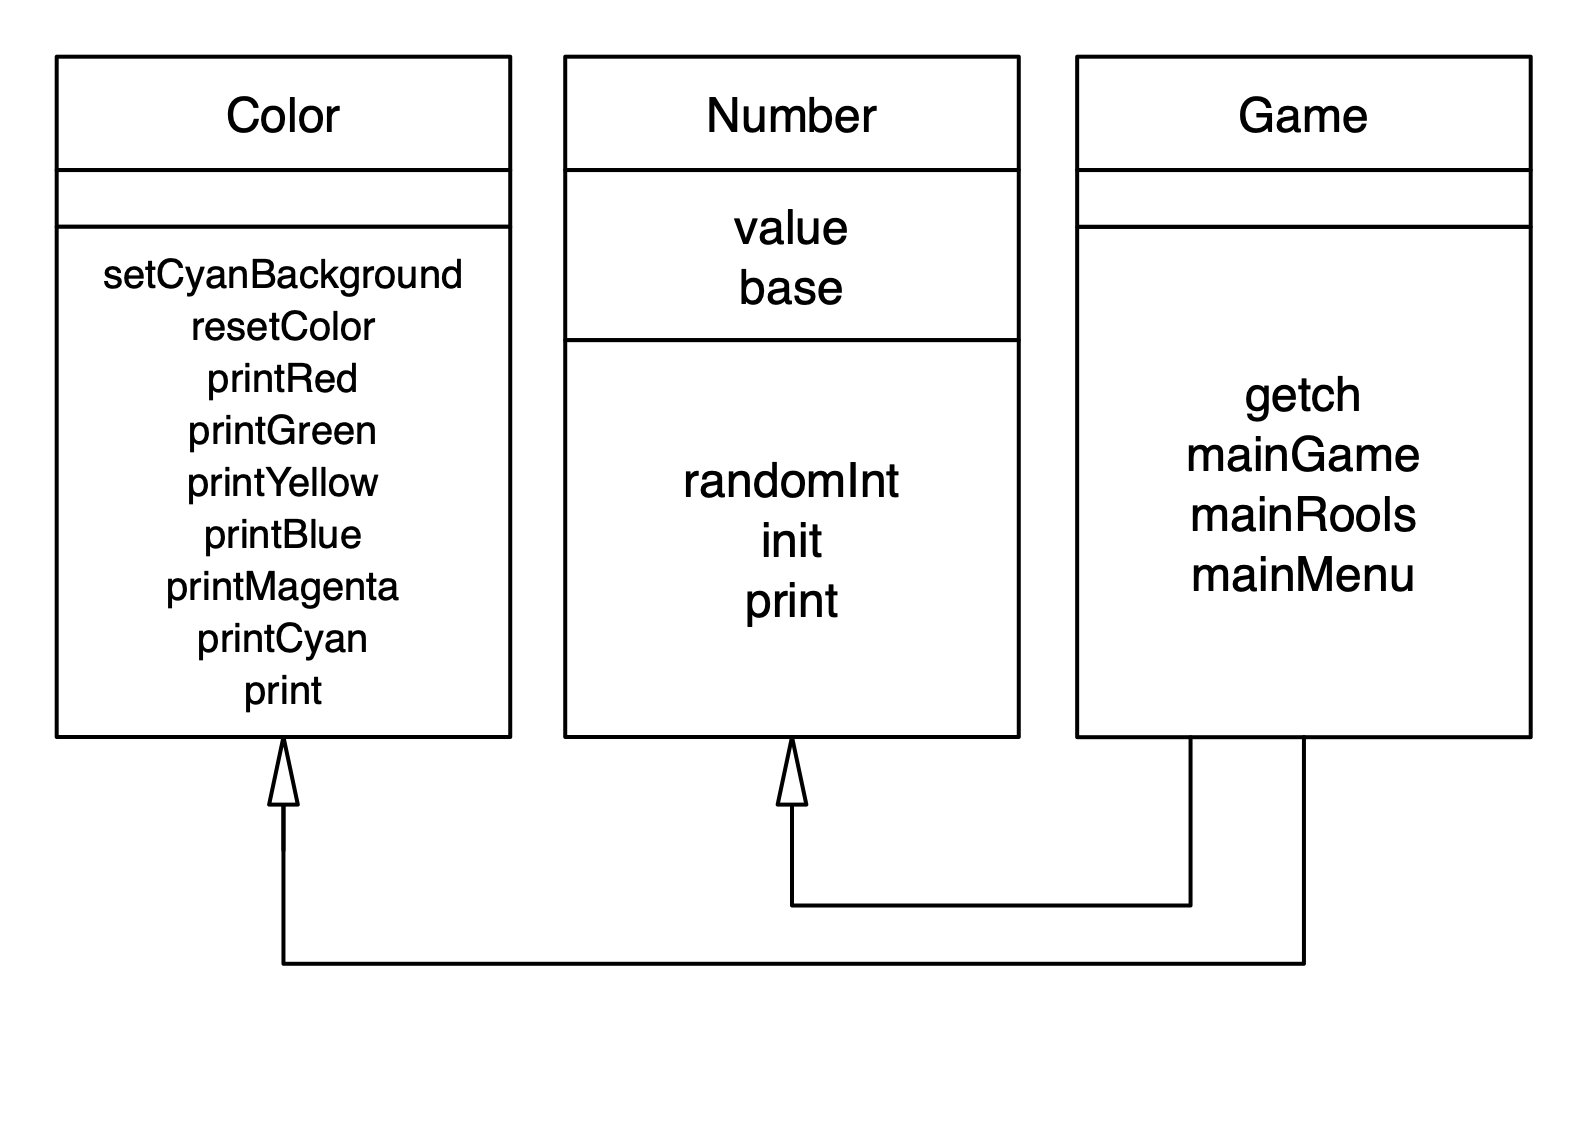 Color
setCyanBackground
resetColor
printRed
printGreen
printYellow
printBlue
printMagenta
printCyan
print
Number
value
base
randomInt
init
print
Game
getch
mainGame
mainRools
mainMenu